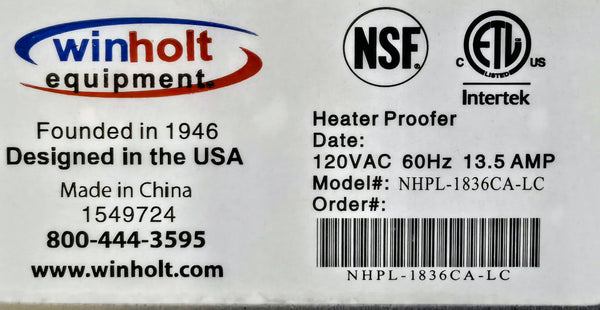 winholt
equipment
Founded in 1946
Designed in the USA
Made in China
1549724
800-444-3595
www.winholt.com
NSF®
C ETL US
LISTED
Intertek
Heater Proofer
Date:
120VAC 60Hz 13.5 AMP
Model#: NHPL-1836CA-LC
Order#:
NHPL-1836CA-LC